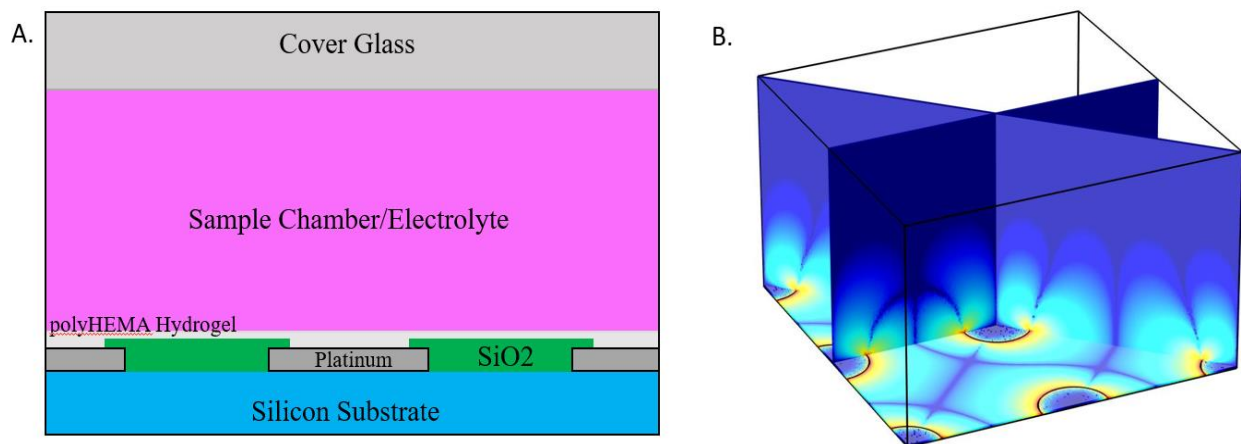 A.
Cover Glass
Sample Chamber/Electrolyte
polyHEMA Hydrogel
Platinum
SiO2
Silicon Substrate
B.